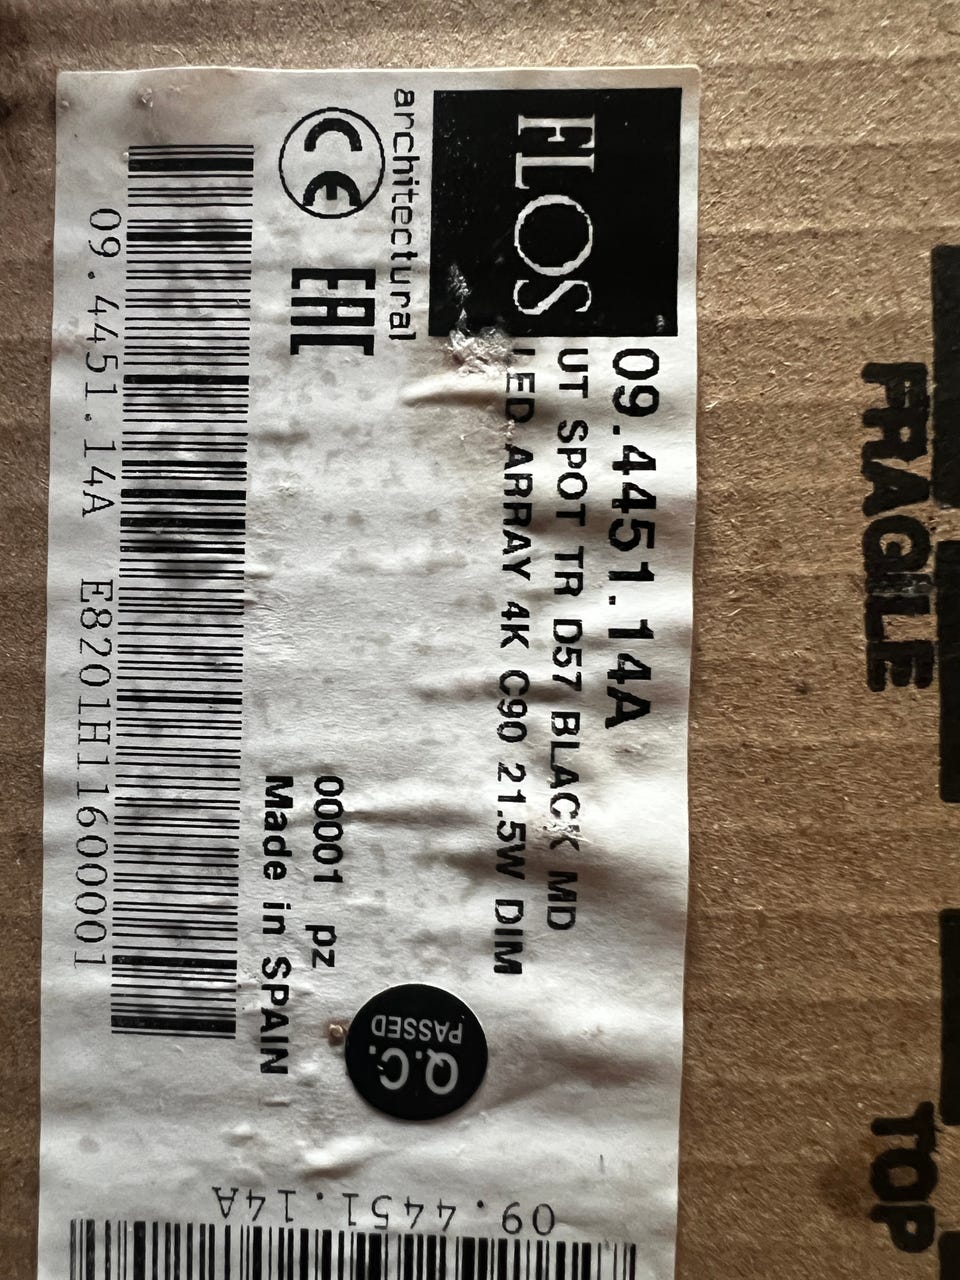 FLOS
architectural
09.4451.14A
UT SPOT TR D57 BLACK MD
LED ARRAY 4K C90 21.5W DIM
CE
EAC
00001 pz
Made in SPAIN
09.4451.14A E8201H11600001
Q.C.
PASSED
09.4451.14A
FRAGILE
TOP